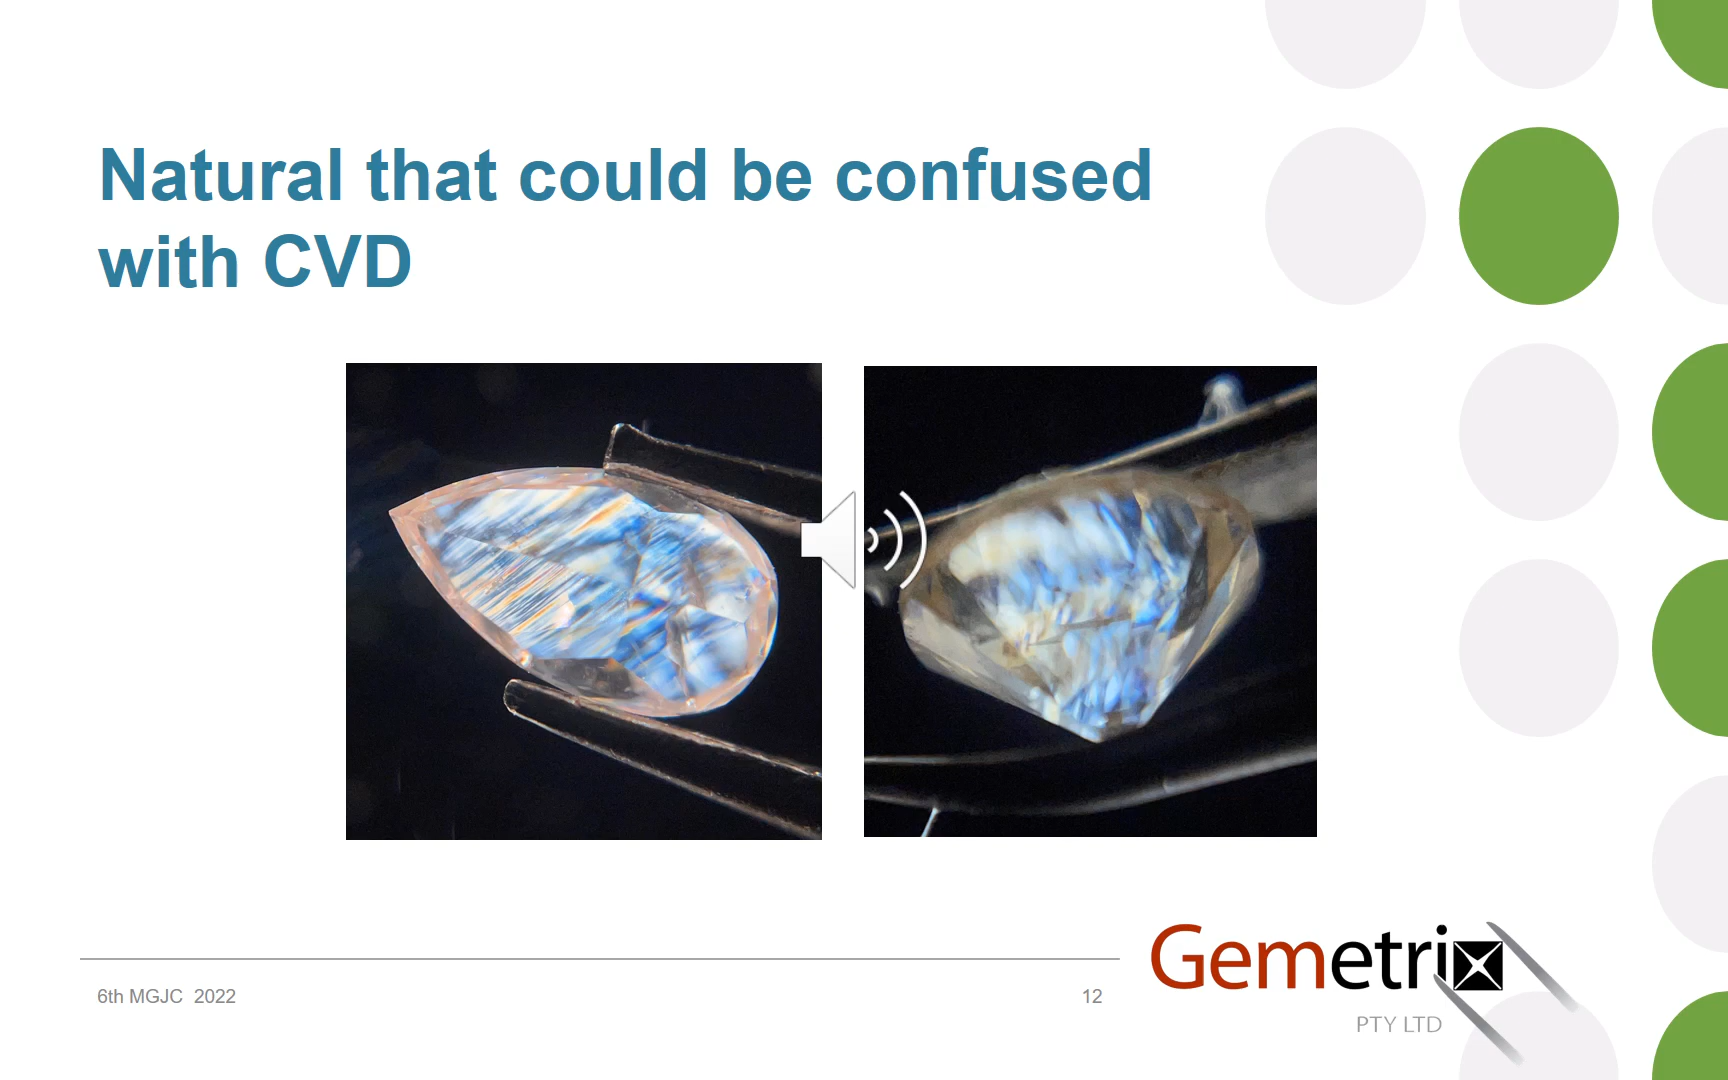 Natural that could be confused
with CVD
6th MGJC 2022
12
Gemetrix
PTY LTD